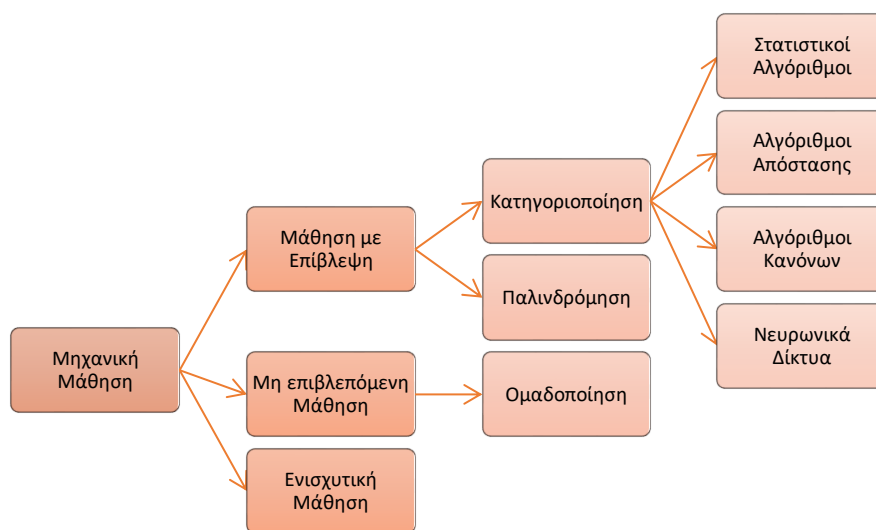 Μηχανική
Μάθηση
Μάθηση με
Επίβλεψη
Μη επιβλεπόμενη
Μάθηση
Ενισχυτική
Μάθηση
Κατηγοριοποίηση
Παλινδρόμηση
Ομαδοποίηση
Στατιστικοί
Αλγόριθμοι
Αλγόριθμοι
Απόστασης
Αλγόριθμοι
Κανόνων
Νευρωνικά
Δίκτυα